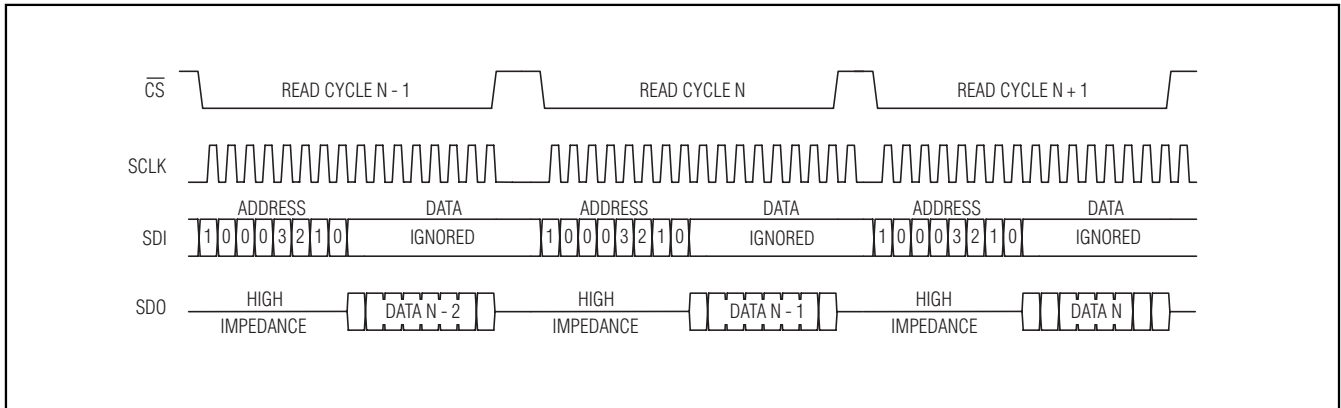 CS READ CYCLE N - 1 READ CYCLE N READ CYCLE N + 1
SCLK
ADDRESS DATA ADDRESS DATA ADDRESS DATA
SDI 1 0 0 0 3 2 1 0 IGNORED 1 0 0 0 3 2 1 0 IGNORED 1 0 0 0 3 2 1 0 IGNORED
SDO HIGH IMPEDANCE DATA N - 2 HIGH IMPEDANCE DATA N - 1 HIGH IMPEDANCE DATA N